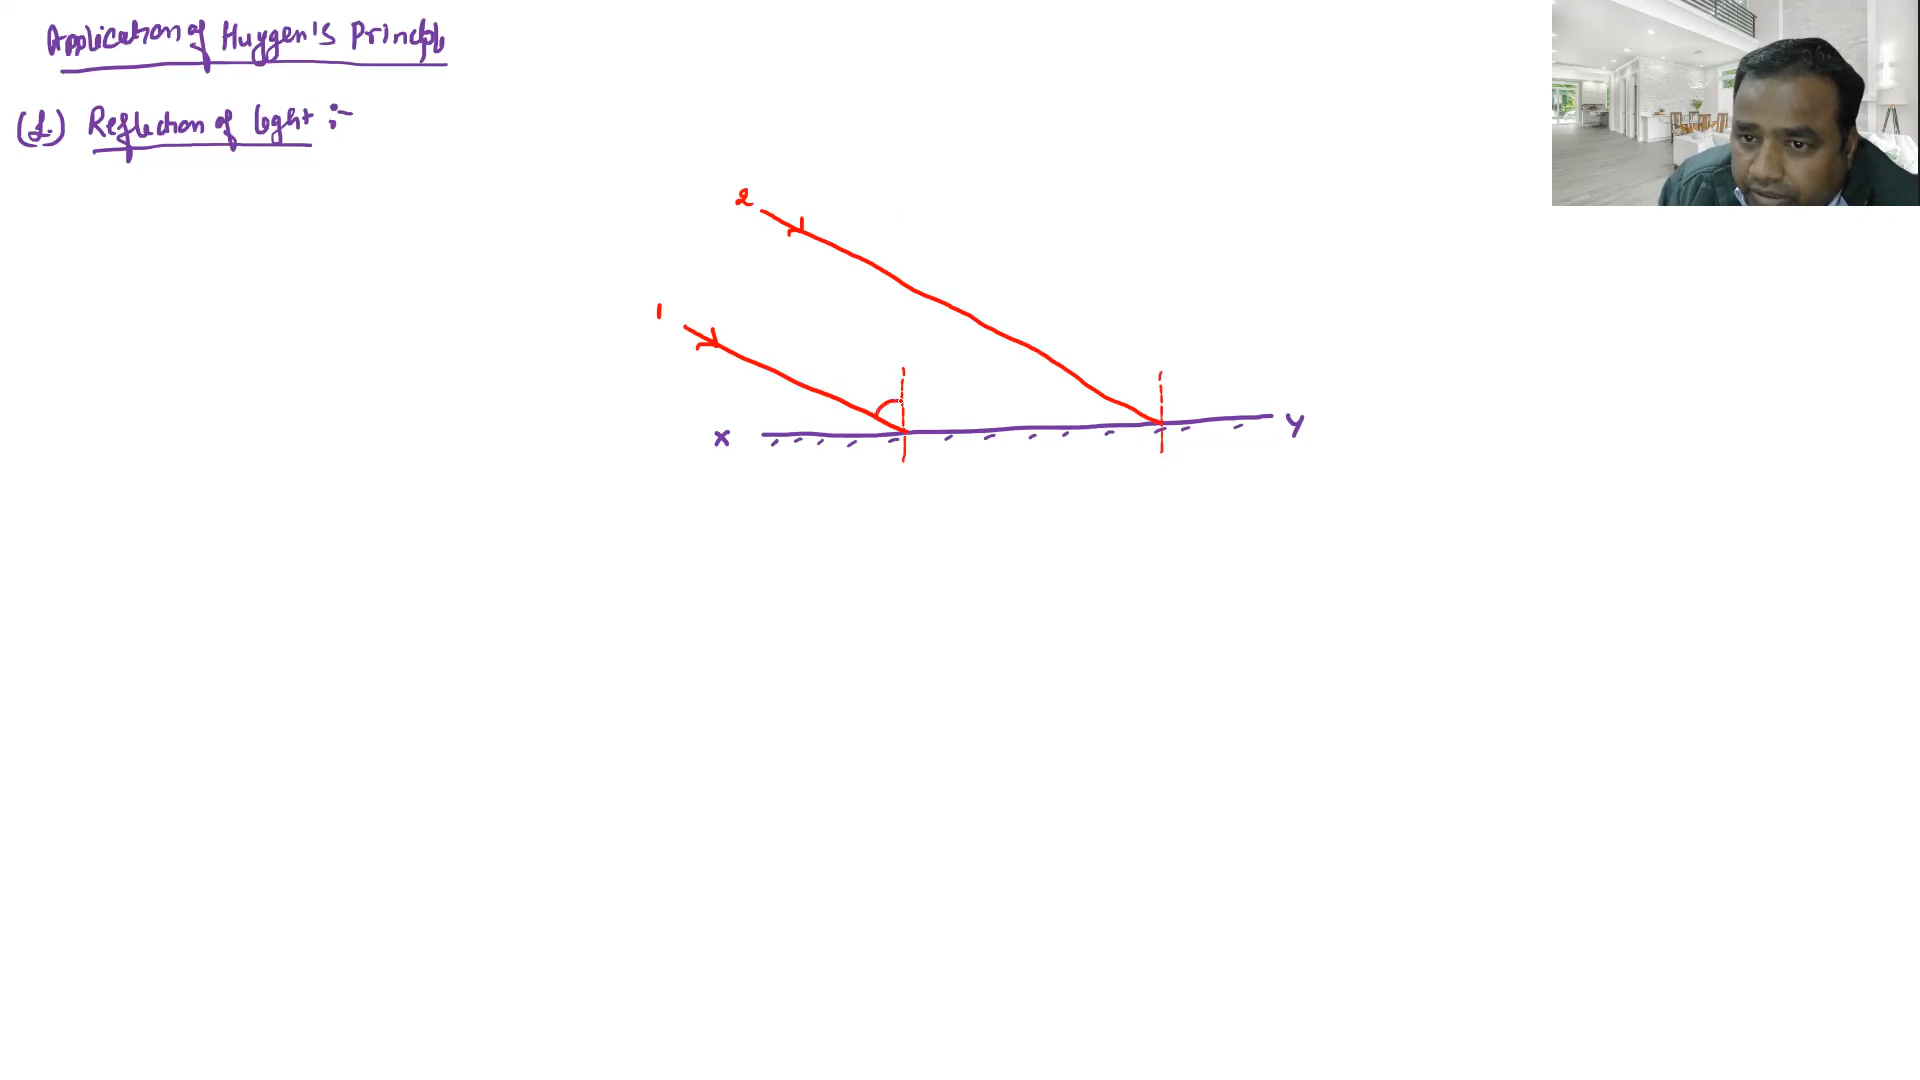 Application of Huygen's Principle
(1.) Reflection of light :-
2
1
X
Y